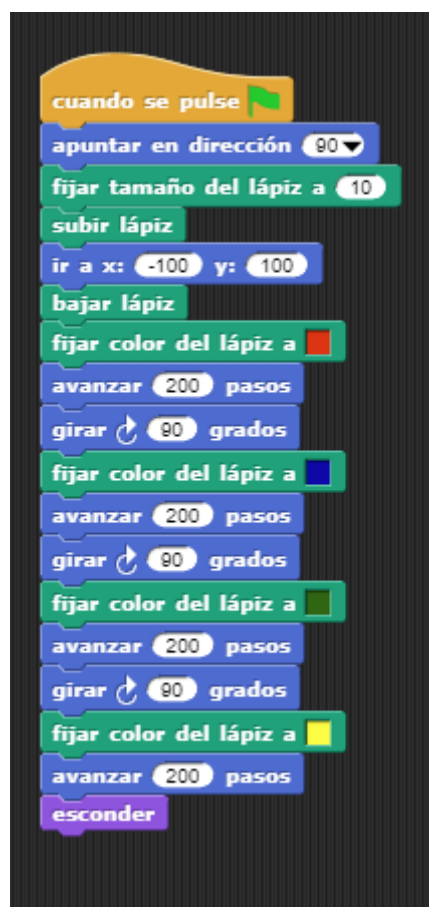 cuando se pulse
apuntar en dirección 90
fijar tamaño del lápiz a 10
subir lápiz
ir a x: -100 y: 100
bajar lápiz
fijar color del lápiz a
avanzar 200 pasos
girar 90 grados
fijar color del lápiz a
avanzar 200 pasos
girar 90 grados
fijar color del lápiz a
avanzar 200 pasos
girar 90 grados
fijar color del lápiz a
avanzar 200 pasos
esconder